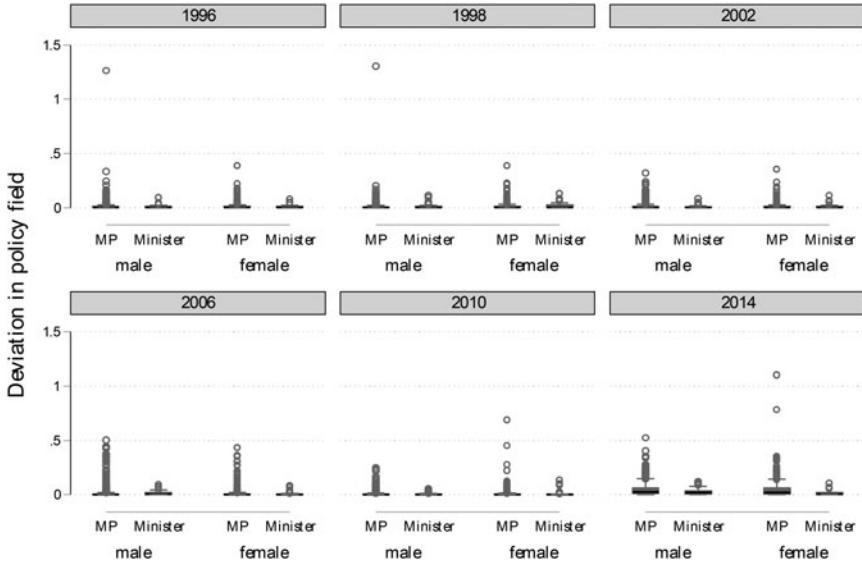 1996 1998 2002
1.5
1
.5
0
MP Minister MP Minister MP Minister MP Minister MP Minister MP Minister
male female male female male female
Deviation in policy field
2006 2010 2014
1.5
1
.5
0
MP Minister MP Minister MP Minister MP Minister MP Minister MP Minister
male female male female male female